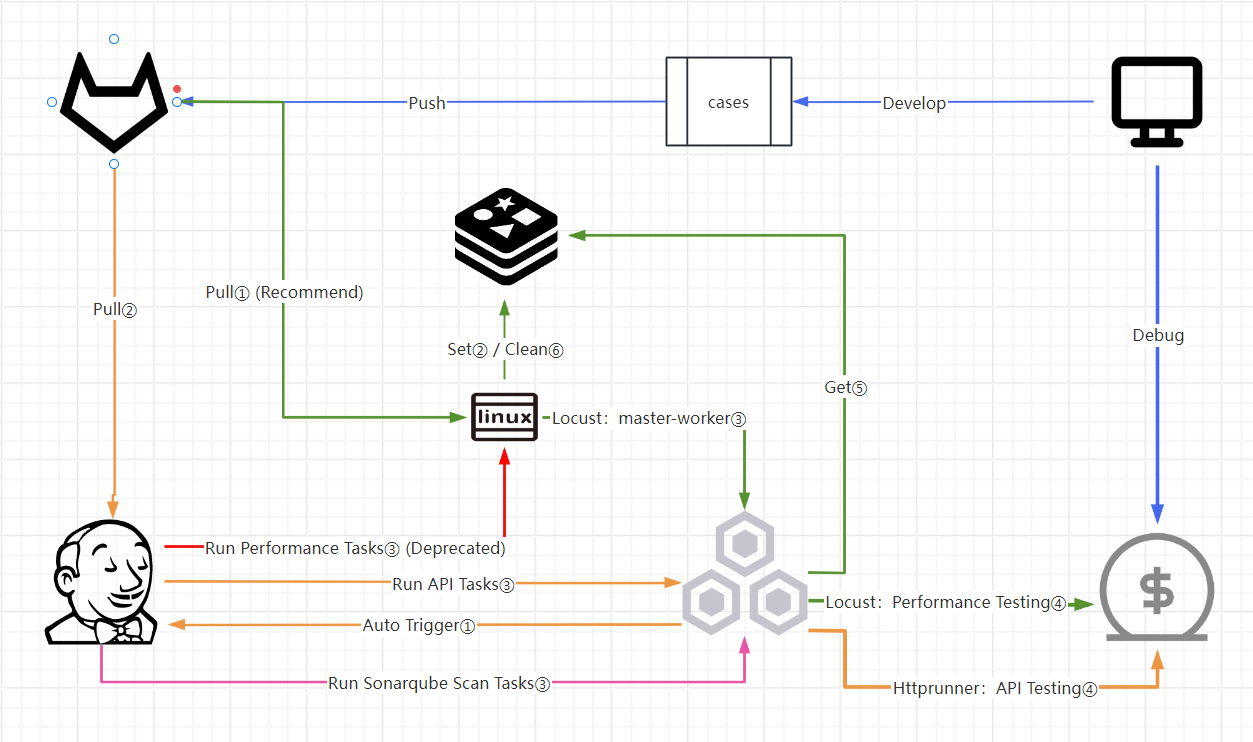 Push
cases
Develop
Pull① (Recommend)
Pull②
Debug
Set② / Clean⑥
Get⑤
linux
Locust：master-worker③
Run Performance Tasks③ (Deprecated)
Run API Tasks③
Locust：Performance Testing④
$
Auto Trigger①
Run Sonarqube Scan Tasks③
Httprunner：API Testing④